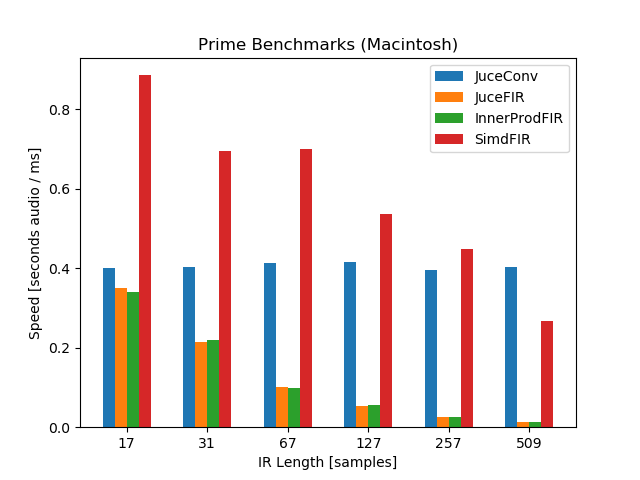 Prime Benchmarks (Macintosh)
JuceConv
JuceFIR
InnerProdFIR
SimdFIR
Speed [seconds audio / ms]
0.8
0.6
0.4
0.2
0.0
17 31 67 127 257 509
IR Length [samples]